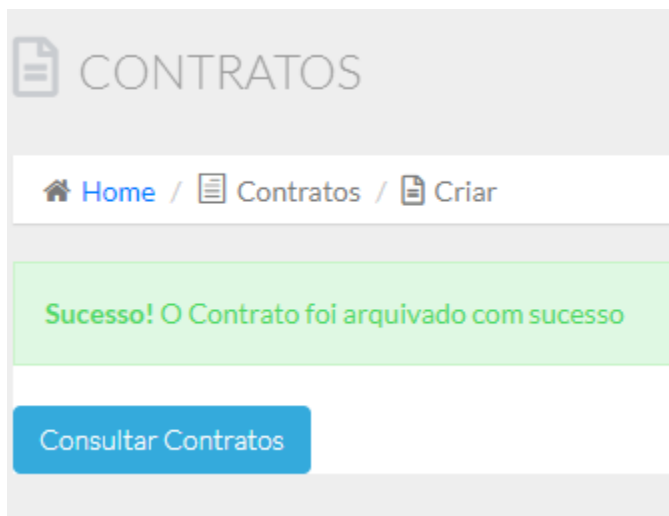 CONTRATOS
Home / Contratos / Criar
Sucesso! O Contrato foi arquivado com sucesso
Consultar Contratos